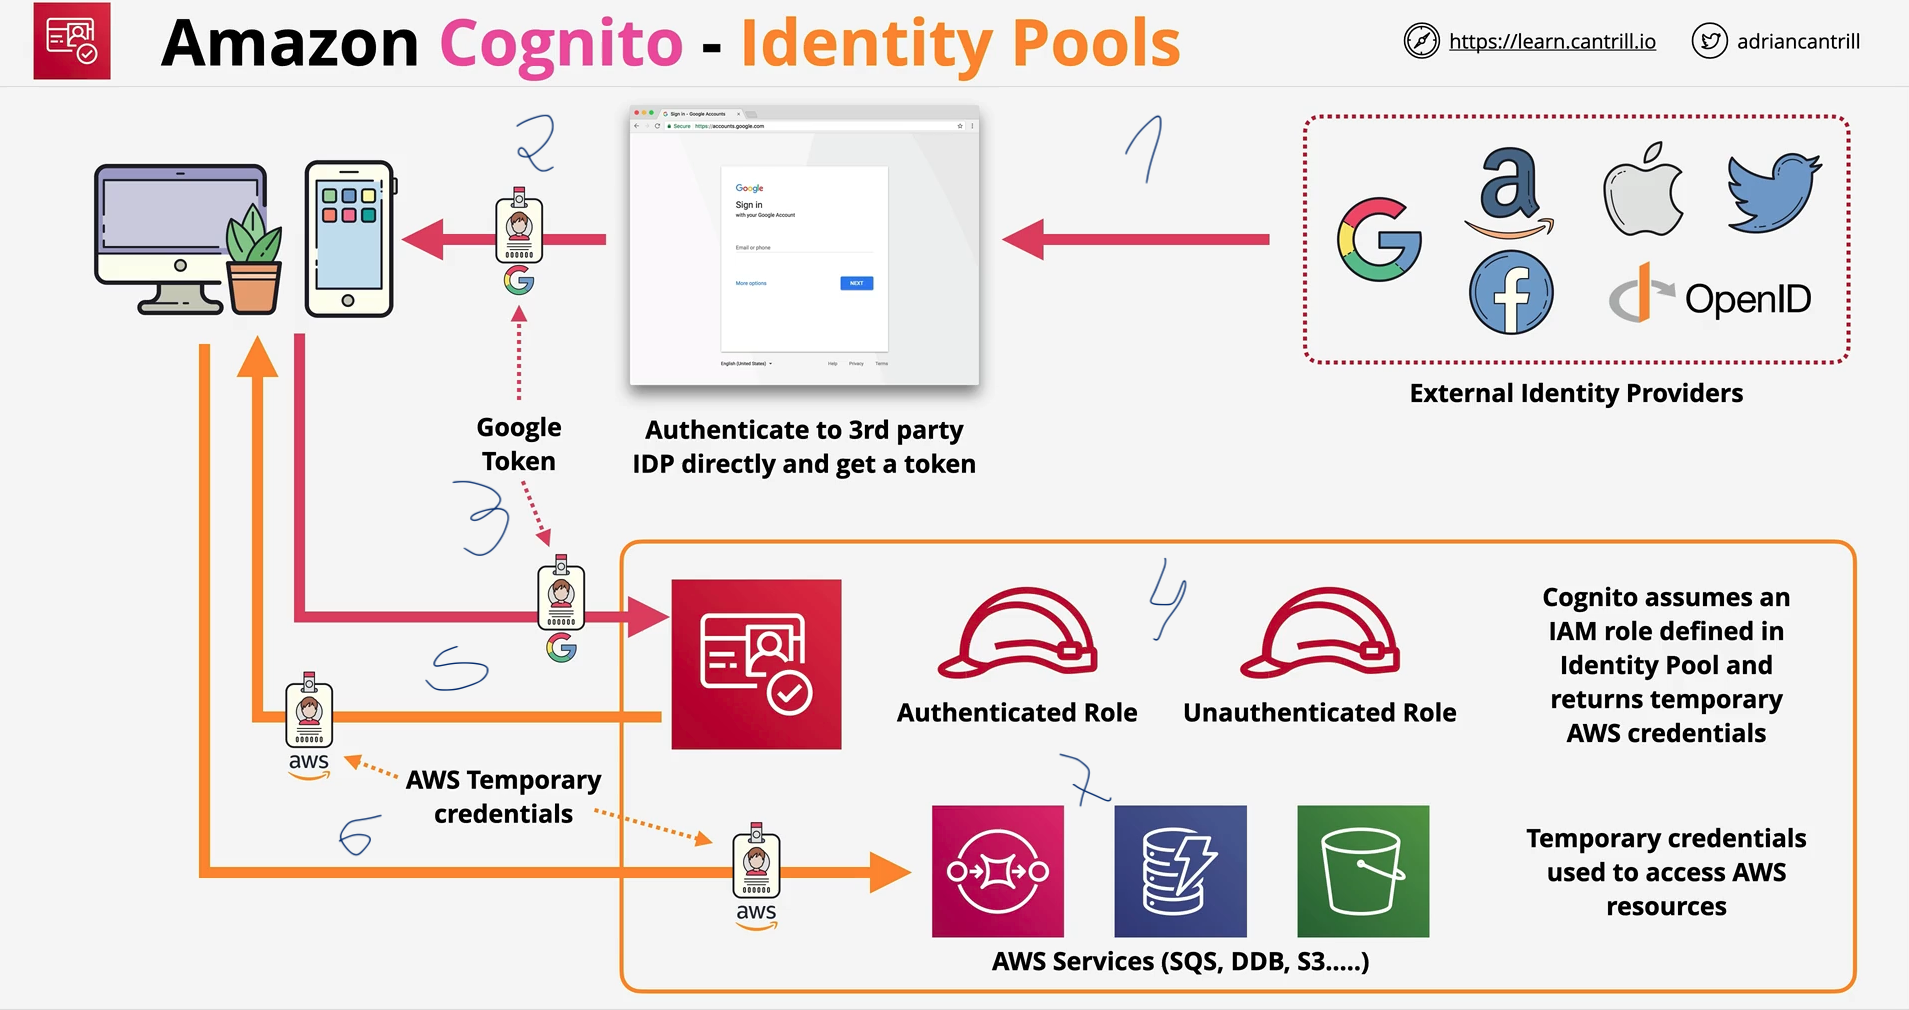 Amazon Cognito - Identity Pools
https://learn.cantrill.io
adriancantrill
2
1
Sign in - Google Accounts
Secure https://accounts.google.com
Google
Sign in
with your Google Account
Email or phone
More options
NEXT
English (United States)
Help Privacy Terms
a
f
OpenID
External Identity Providers
Google
Token
Authenticate to 3rd party
IDP directly and get a token
3
4
Cognito assumes an
IAM role defined in
Identity Pool and
returns temporary
AWS credentials
Authenticated Role
Unauthenticated Role
5
aws
AWS Temporary
credentials
6
7
aws
Temporary credentials
used to access AWS
resources
AWS Services (SQS, DDB, S3.....)